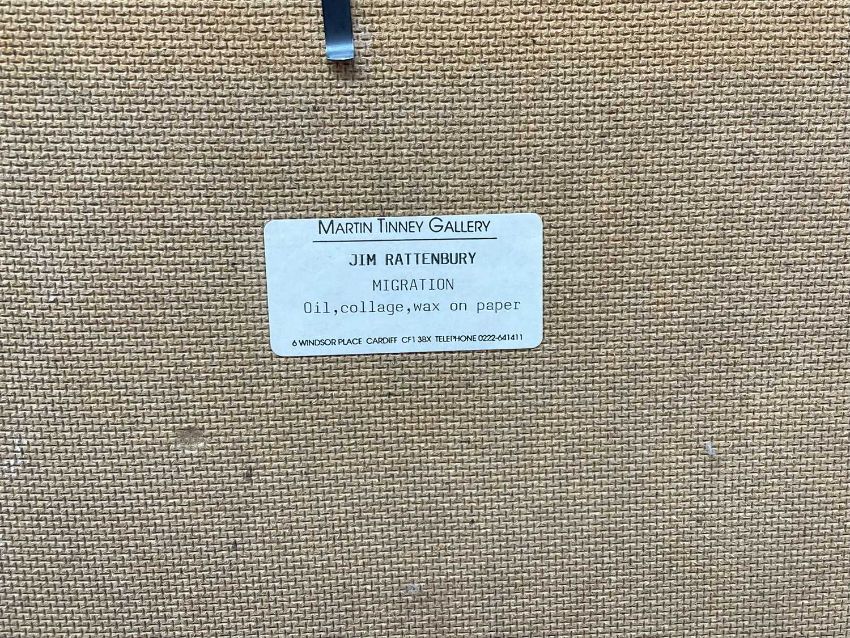 MARTIN TINNEY GALLERY
JIM RATTENBURY
MIGRATION
Oil,collage,wax on paper
6 WINDSOR PLACE CARDIFF CF1 3BX TELEPHONE 0222-641411